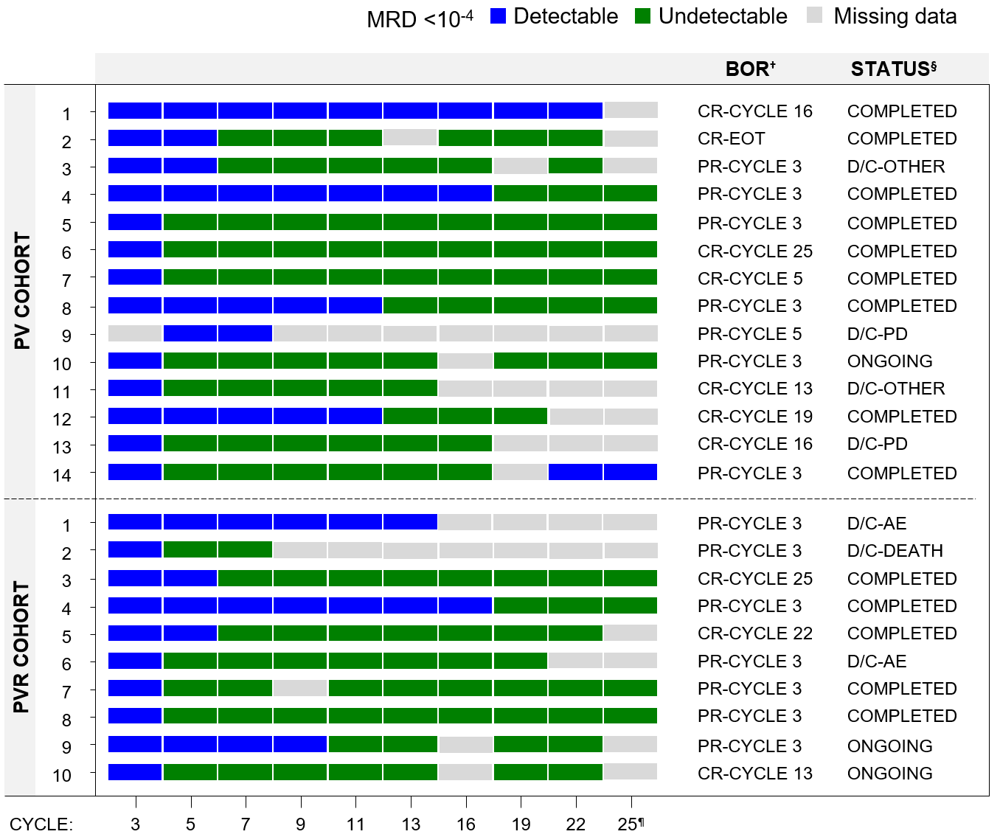 MRD <10-4 Detectable Undetectable Missing data
BOR† STATUS§
PV COHORT
1 CR-CYCLE 16 COMPLETED
2 CR-EOT COMPLETED
3 PR-CYCLE 3 D/C-OTHER
4 PR-CYCLE 3 COMPLETED
5 PR-CYCLE 3 COMPLETED
6 CR-CYCLE 25 COMPLETED
7 CR-CYCLE 5 COMPLETED
8 PR-CYCLE 3 COMPLETED
9 PR-CYCLE 5 D/C-PD
10 PR-CYCLE 3 ONGOING
11 CR-CYCLE 13 D/C-OTHER
12 CR-CYCLE 19 COMPLETED
13 CR-CYCLE 16 D/C-PD
14 PR-CYCLE 3 COMPLETED
PVR COHORT
1 PR-CYCLE 3 D/C-AE
2 PR-CYCLE 3 D/C-DEATH
3 CR-CYCLE 25 COMPLETED
4 PR-CYCLE 3 COMPLETED
5 CR-CYCLE 22 COMPLETED
6 PR-CYCLE 3 D/C-AE
7 PR-CYCLE 3 COMPLETED
8 PR-CYCLE 3 COMPLETED
9 PR-CYCLE 3 ONGOING
10 CR-CYCLE 13 ONGOING
CYCLE: 3 5 7 9 11 13 16 19 22 25¶